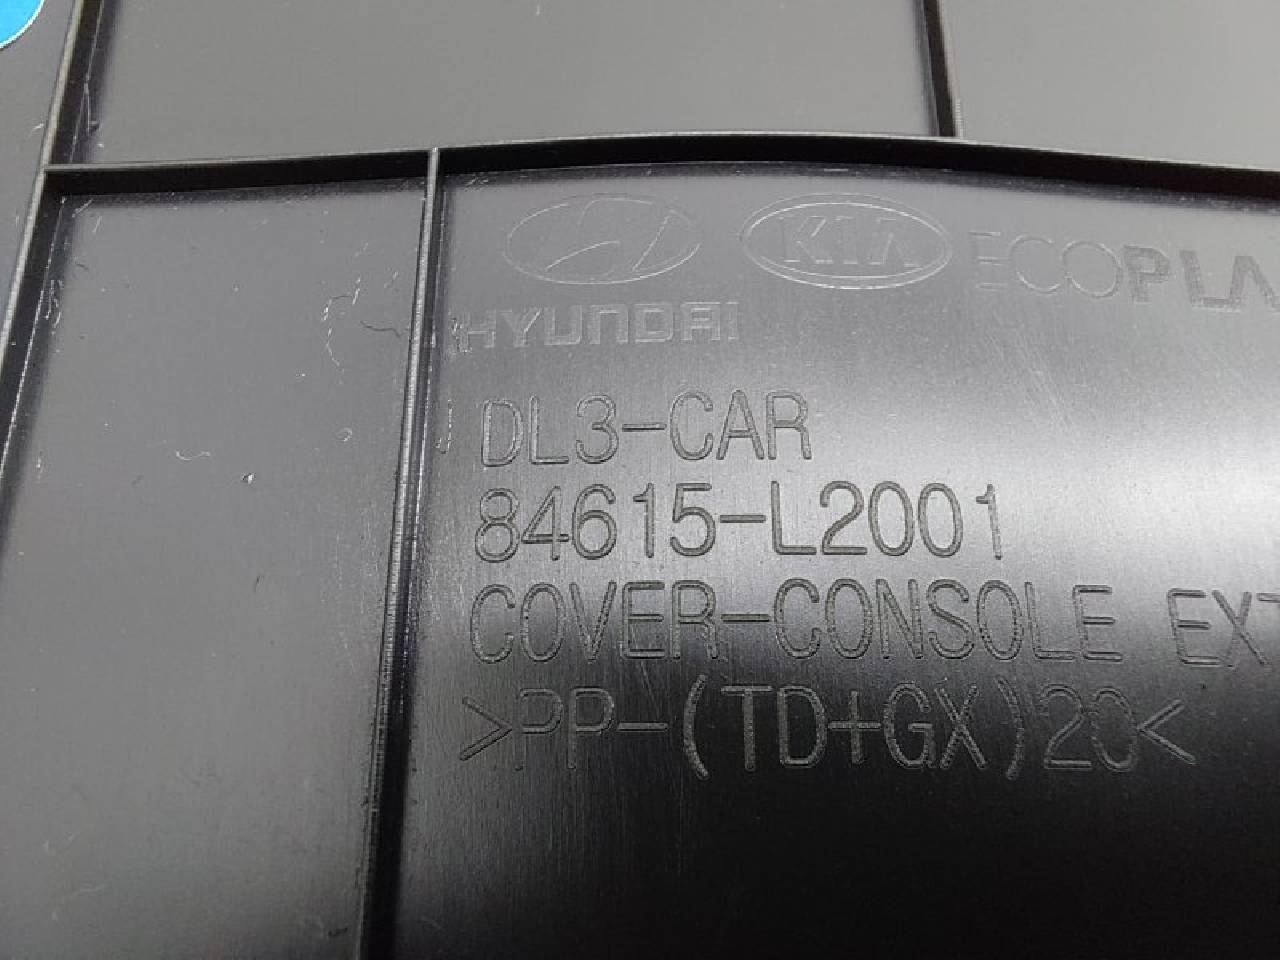 KIA ECOPLA
HYUNDAI
DL3-CAR
84615-L2001
COVER-CONSOLE EXT
>PP-(TD+GX)20<